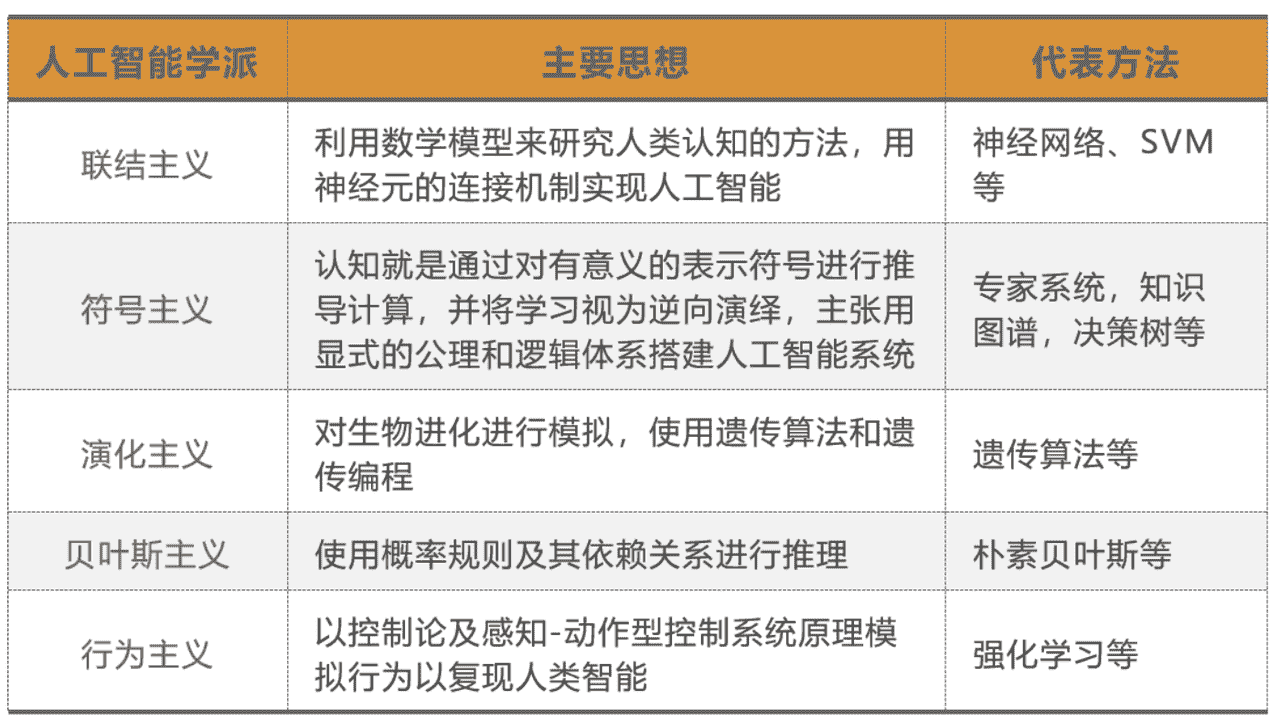 人工智能学派
主要思想
代表方法
联结主义
利用数学模型来研究人类认知的方法，用
神经元的连接机制实现人工智能
神经网络、SVM
等
符号主义
认知就是通过对有意义的表示符号进行推
导计算，并将学习视为逆向演绎，主张用
显式的公理和逻辑体系搭建人工智能系统
专家系统，知识
图谱，决策树等
演化主义
对生物进化进行模拟，使用遗传算法和遗
传编程
遗传算法等
贝叶斯主义
使用概率规则及其依赖关系进行推理
朴素贝叶斯等
行为主义
以控制论及感知-动作型控制系统原理模
拟行为以复现人类智能
强化学习等